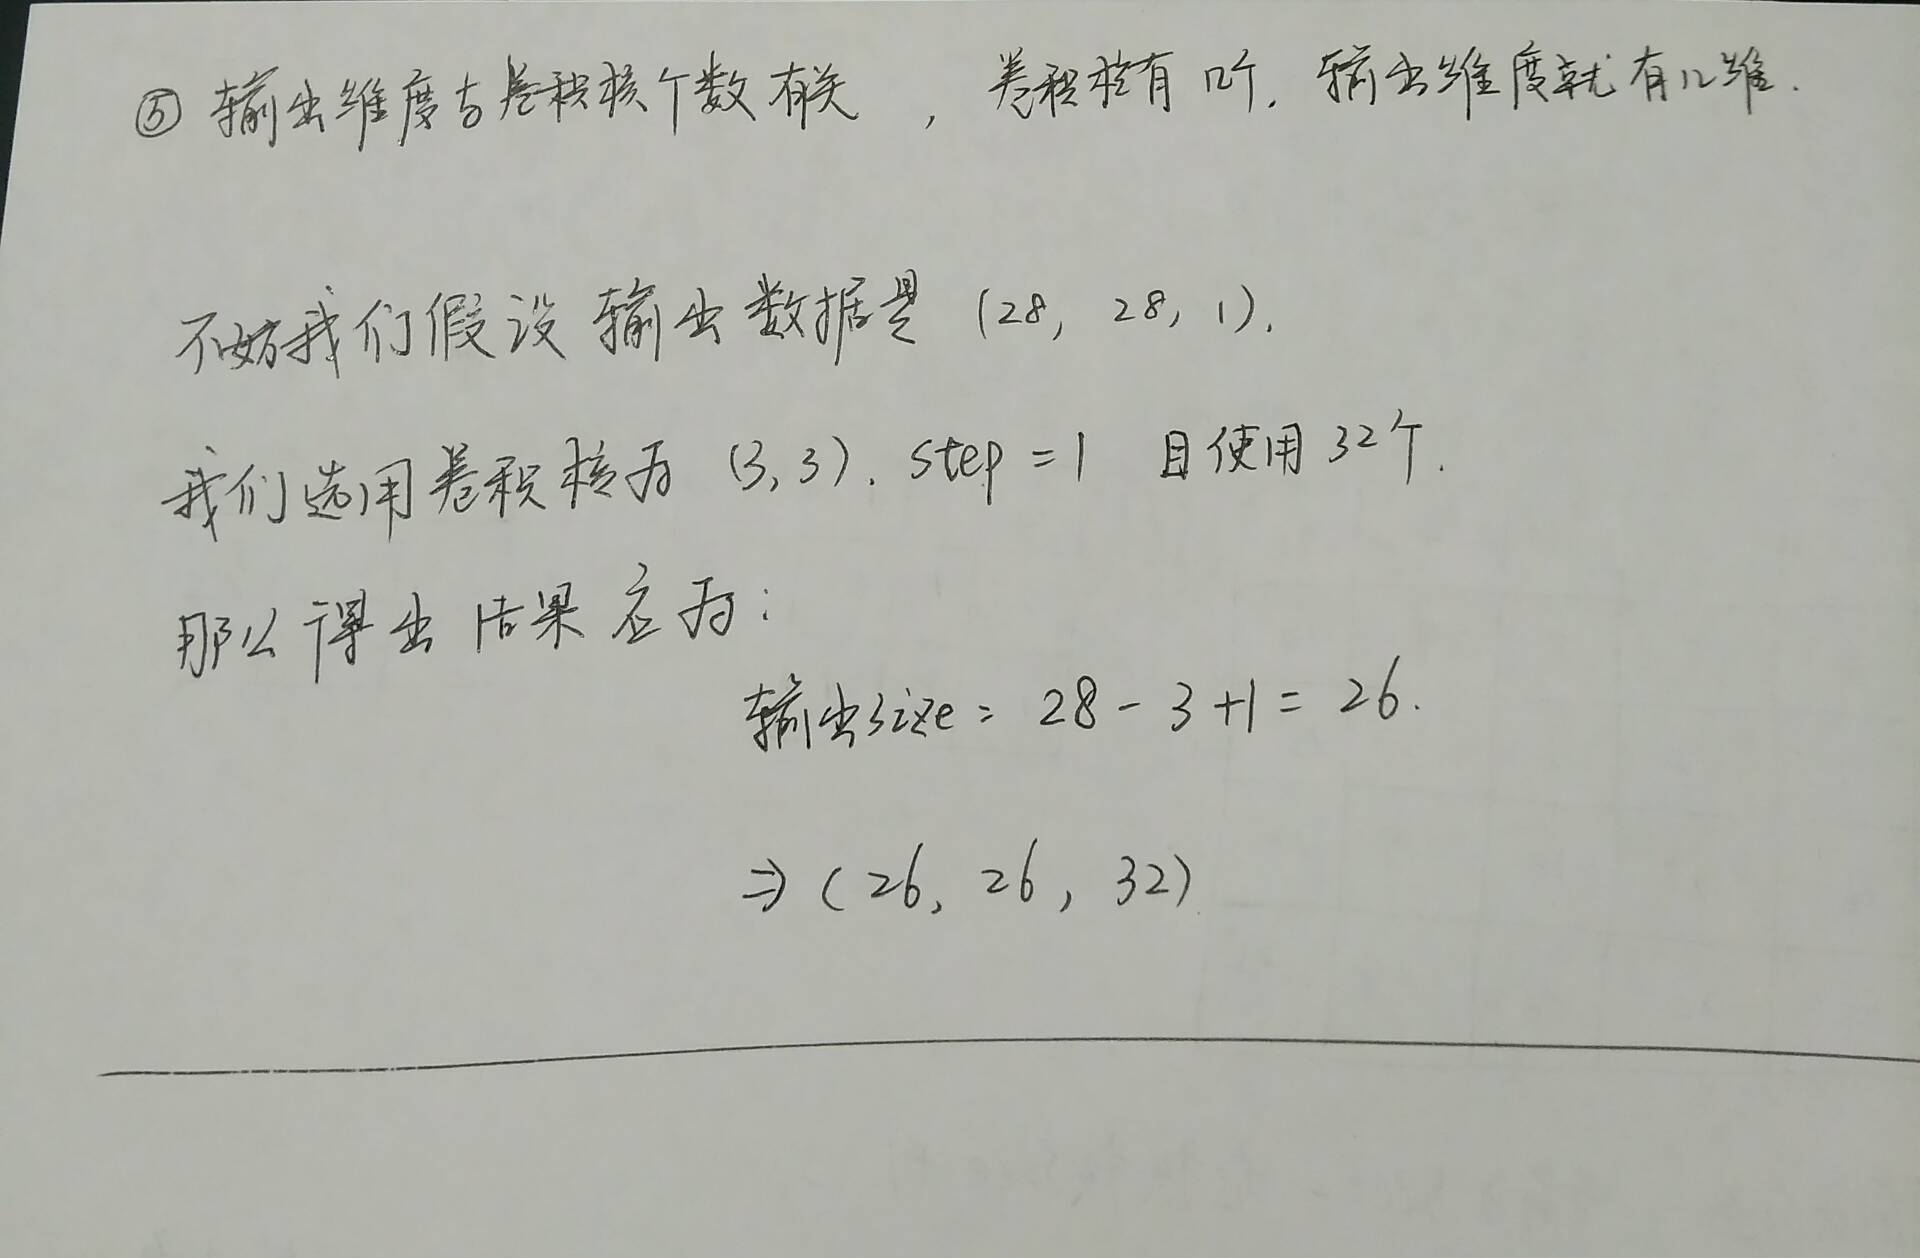 ⑤ 输出维度与卷积核个数有关，卷积核有几个，输出维度就有几维.
不妨我们假设输出数据是 (28, 28, 1).
我们选用卷积核为 (3, 3). step = 1 且使用 32个.
那么得出结果应为:
输出size = 28 - 3 + 1 = 26.
⇒ (26, 26, 32)